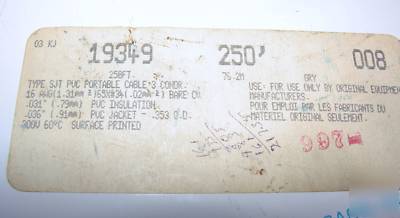 03 KJ
19349 250' 008
250FT. 76.2M GRY
TYPE SJT PVC PORTABLE CABLE*3 CONDR.
16 AWG(1.31mm²)65X#34(.02mm²) BARE CU.
.031" (.79mm) PVC INSULATION.
.036" (.91mm) PVC JACKET - .353 O.D.
300V 60°C SURFACE PRINTED
USE:- FOR USE ONLY BY ORIGINAL EQUIPMEN
MANUFACTURERS.
POUR EMPLOI PAR LES FABRICANTS DU
MATERIEL ORIGINAL SEULEMENT.